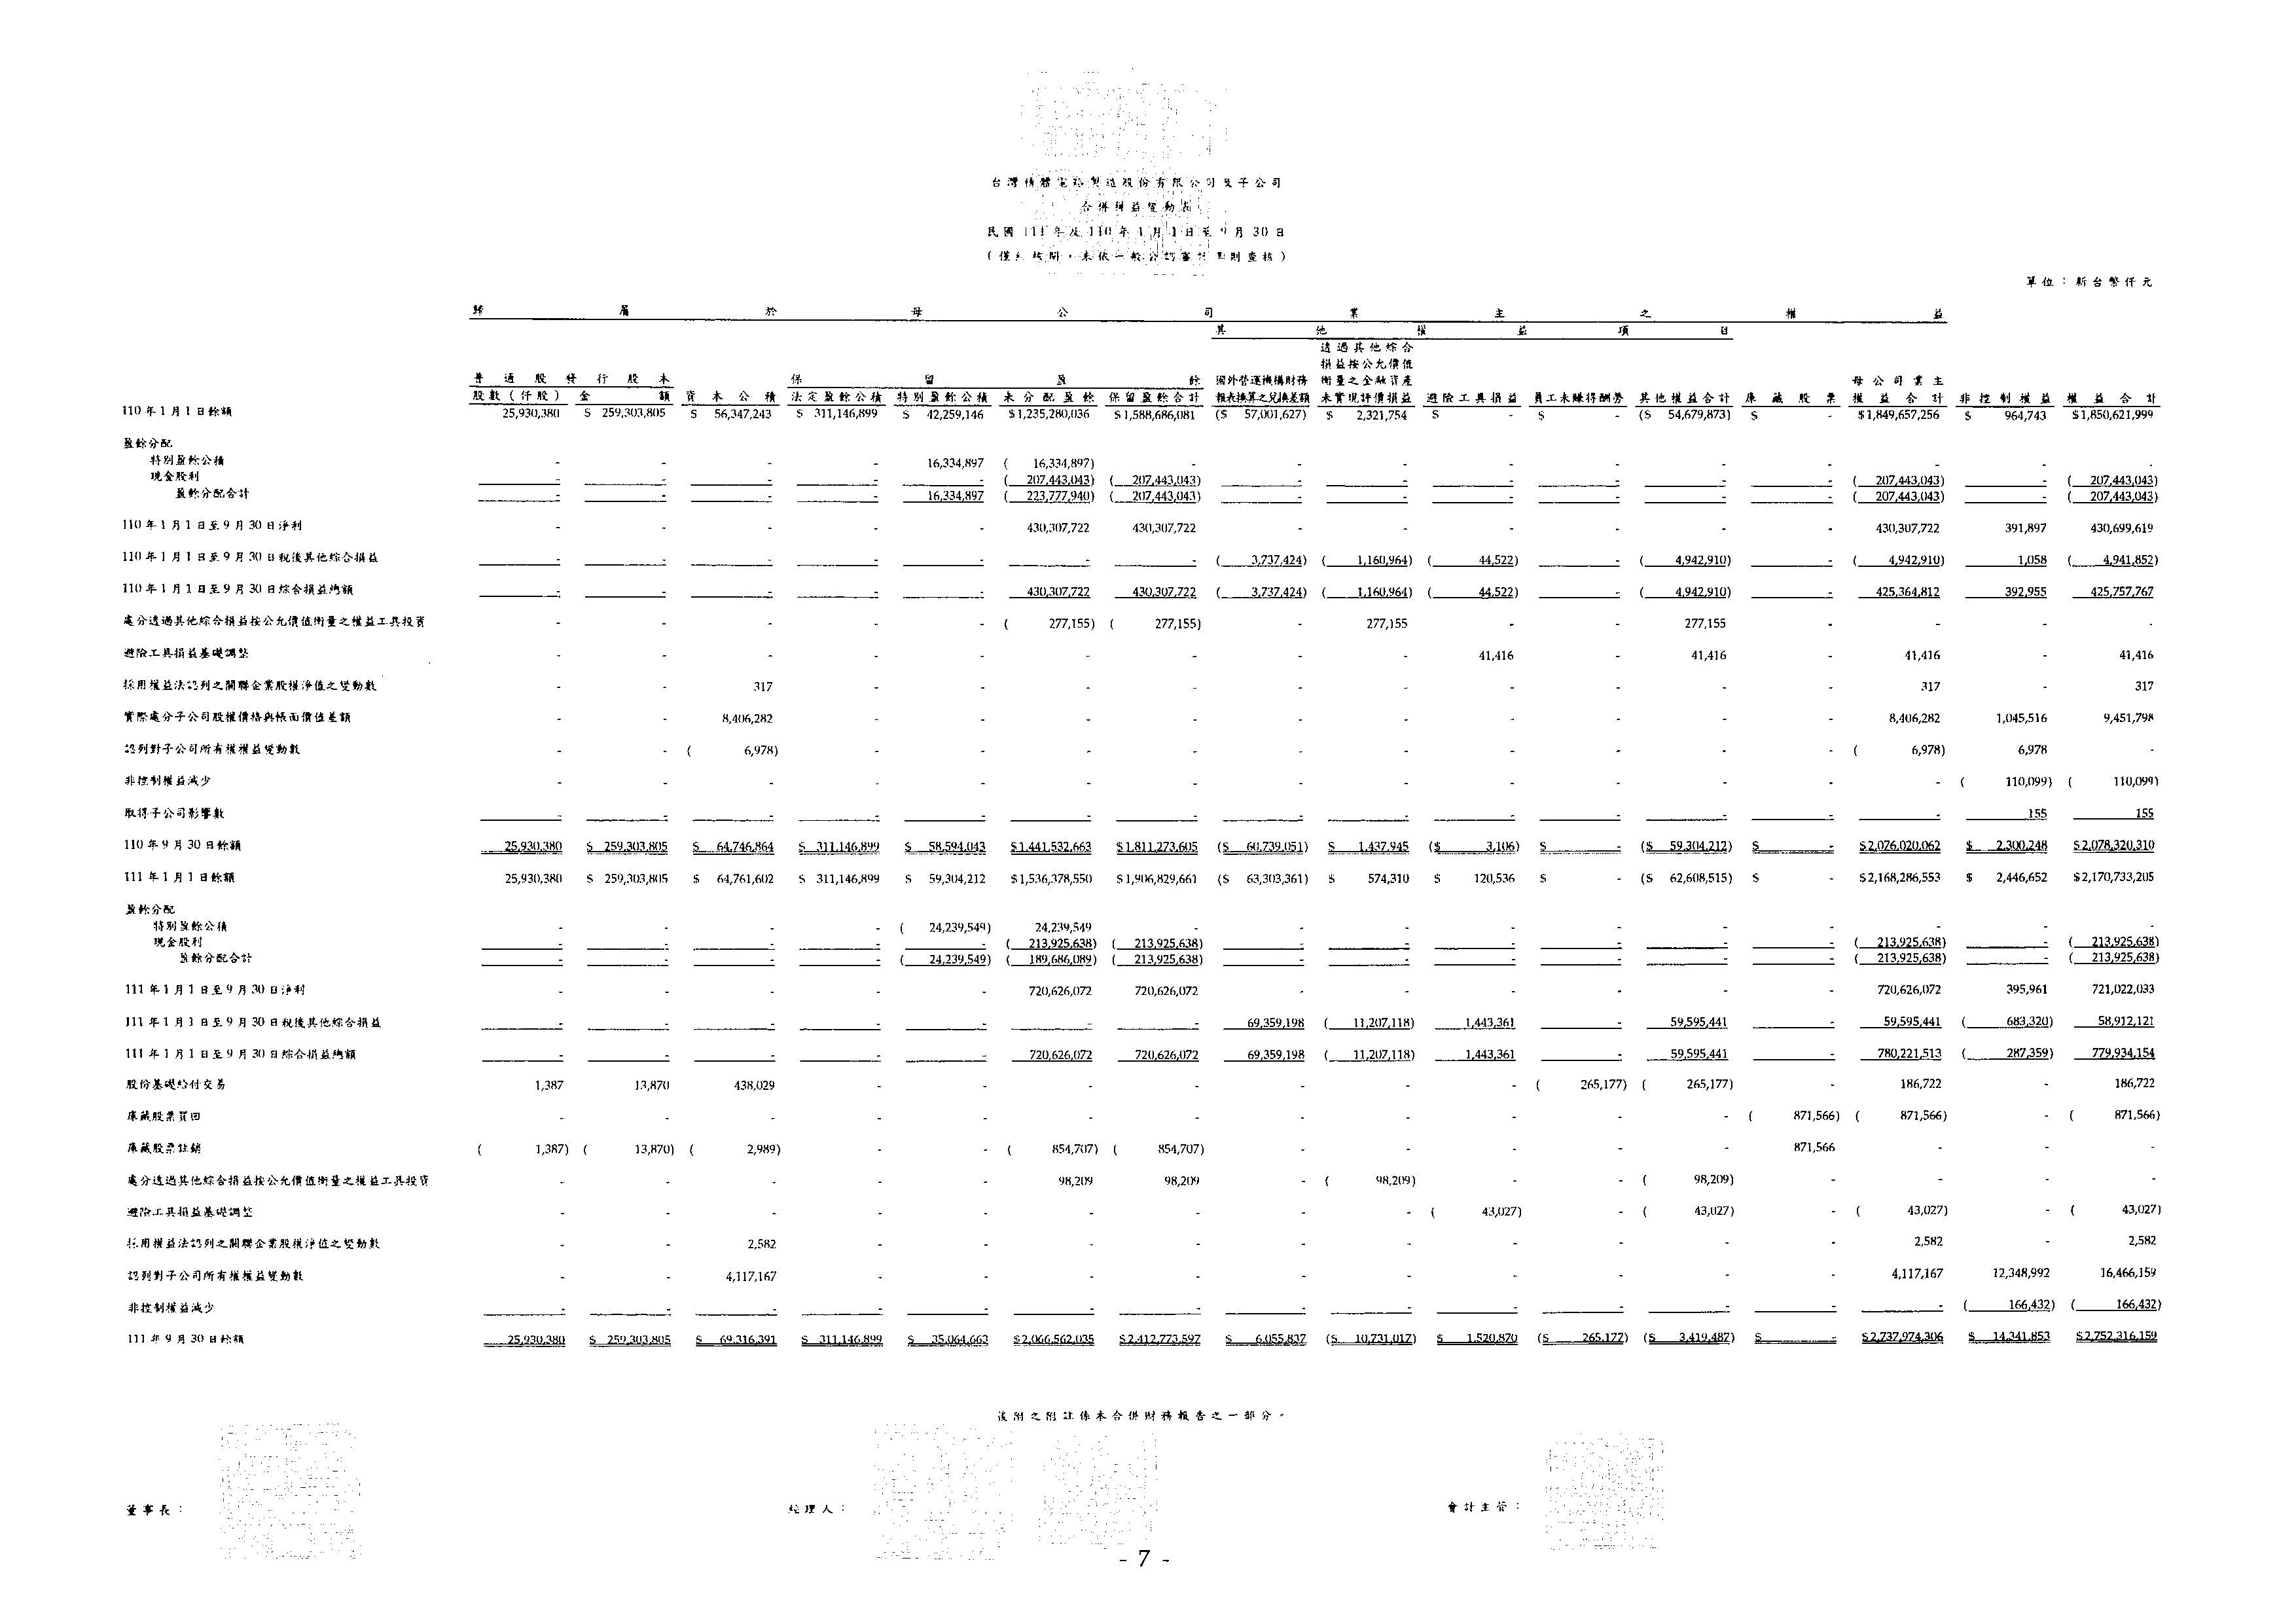 台灣積體電路製造股份有限公司及子公司
合併權益變動表
民國 111 年及 110 年 1 月 1 日至 9 月 30 日
(僅經核閱,未依一般公認審計準則查核)
單位:新台幣仟元
歸 屬 於 母 公 司 業 主 之 權 益
其 他 權 益 項 目
透過其他綜合
損益按公允價值
普 通 股 發 行 股 本 保 留 盈 餘 國外營運機構財務 衡量之金融資產 母公司業主
股數(仟股) 金 額 資本公積 法定盈餘公積 特別盈餘公積 未分配盈餘 保留盈餘合計 報表換算之兌換差額 未實現評價損益 避險工具損益 員工未賺得酬勞 其他權益合計 庫藏股票 權益合計 非控制權益 權益合計
110 年 1 月 1 日餘額 25,930,380 $ 259,303,805 $ 56,347,243 $ 311,146,899 $ 42,259,146 $1,235,280,036 $1,588,686,081 ($ 57,001,627) $ 2,321,754 $ - $ - ($ 54,679,873) $ - $1,849,657,256 $ 964,743 $1,850,621,999
盈餘分配
特別盈餘公積 - - - - 16,334,897 ( 16,334,897) - - - - - - - - - -
現金股利 - - - - - ( 207,443,043) ( 207,443,043) - - - - - - ( 207,443,043) - ( 207,443,043)
盈餘分配合計 - - - - 16,334,897 ( 223,777,940) ( 207,443,043) - - - - - - ( 207,443,043) - ( 207,443,043)
110 年 1 月 1 日至 9 月 30 日淨利 - - - - - 430,307,722 430,307,722 - - - - - - 430,307,722 391,897 430,699,619
110 年 1 月 1 日至 9 月 30 日稅後其他綜合損益 - - - - - - - ( 3,737,424) ( 1,160,964) ( 44,522) - ( 4,942,910) - ( 4,942,910) 1,058 ( 4,941,852)
110 年 1 月 1 日至 9 月 30 日綜合損益總額 - - - - - 430,307,722 430,307,722 ( 3,737,424) ( 1,160,964) ( 44,522) - ( 4,942,910) - 425,364,812 392,955 425,757,767
處分透過其他綜合損益按公允價值衡量之權益工具投資 - - - - - ( 277,155) ( 277,155) - 277,155 - - 277,155 - - - -
避險工具損益基礎調整 - - - - - - - - - 41,416 - 41,416 - 41,416 - 41,416
採用權益法認列之關聯企業股權淨值之變動數 - - 317 - - - - - - - - - - 317 - 317
實際處分子公司股權價格與帳面價值差額 - - 8,406,282 - - - - - - - - - - 8,406,282 1,045,516 9,451,798
認列對子公司所有權權益變動數 - - ( 6,978) - - - - - - - - - - ( 6,978) 6,978 -
非控制權益減少 - - - - - - - - - - - - - - ( 110,099) ( 110,099)
取得子公司影響數 - - - - - - - - - - - - - - 155 155
110 年 9 月 30 日餘額 25,930,380 $ 259,303,805 $ 64,746,864 $ 311,146,899 $ 58,594,043 $1,441,532,663 $1,811,273,605 ($ 60,739,051) $ 1,437,945 ($ 3,106) $ - ($ 59,304,212) $ - $2,076,020,062 $ 2,300,248 $2,078,320,310
111 年 1 月 1 日餘額 25,930,380 $ 259,303,805 $ 64,761,602 $ 311,146,899 $ 59,304,212 $1,536,378,550 $1,906,829,661 ($ 63,303,361) $ 574,310 $ 120,536 $ - ($ 62,608,515) $ - $2,168,286,553 $ 2,446,652 $2,170,733,205
盈餘分配
特別盈餘公積 - - - - ( 24,239,549) 24,239,549 - - - - - - - - - -
現金股利 - - - - - ( 213,925,638) ( 213,925,638) - - - - - - ( 213,925,638) - ( 213,925,638)
盈餘分配合計 - - - - ( 24,239,549) ( 189,686,089) ( 213,925,638) - - - - - - ( 213,925,638) - ( 213,925,638)
111 年 1 月 1 日至 9 月 30 日淨利 - - - - - 720,626,072 720,626,072 - - - - - - 720,626,072 395,961 721,022,033
111 年 1 月 1 日至 9 月 30 日稅後其他綜合損益 - - - - - - - 69,359,198 ( 11,207,118) 1,443,361 - 59,595,441 - 59,595,441 ( 683,320) 58,912,121
111 年 1 月 1 日至 9 月 30 日綜合損益總額 - - - - - 720,626,072 720,626,072 69,359,198 ( 11,207,118) 1,443,361 - 59,595,441 - 780,221,513 ( 287,359) 779,934,154
股份基礎給付交易 1,387 13,870 438,029 - - - - - - - ( 265,177) ( 265,177) - 186,722 - 186,722
庫藏股票買回 - - - - - - - - - - - - ( 871,566) ( 871,566) - ( 871,566)
庫藏股票註銷 ( 1,387) ( 13,870) ( 2,989) - - ( 854,707) ( 854,707) - - - - - 871,566 - - -
處分透過其他綜合損益按公允價值衡量之權益工具投資 - - - - - 98,209 98,209 - ( 98,209) - - ( 98,209) - - - -
避險工具損益基礎調整 - - - - - - - - - ( 43,027) - ( 43,027) - ( 43,027) - ( 43,027)
採用權益法認列之關聯企業股權淨值之變動數 - - 2,582 - - - - - - - - - - 2,582 - 2,582
認列對子公司所有權權益變動數 - - 4,117,167 - - - - - - - - - - 4,117,167 12,348,992 16,466,159
非控制權益減少 - - - - - - - - - - - - - - ( 166,432) ( 166,432)
111 年 9 月 30 日餘額 25,930,380 $ 259,303,805 $ 69,316,391 $ 311,146,899 $ 35,064,663 $2,066,562,035 $2,412,773,597 $ 6,055,837 ($ 10,731,017) $ 1,520,870 ($ 265,177) ($ 3,419,487) $ - $2,737,974,306 $ 14,341,853 $2,752,316,159
後附之附註係本合併財務報告之一部分。
董事長: 經理人: 會計主管:
- 7 -